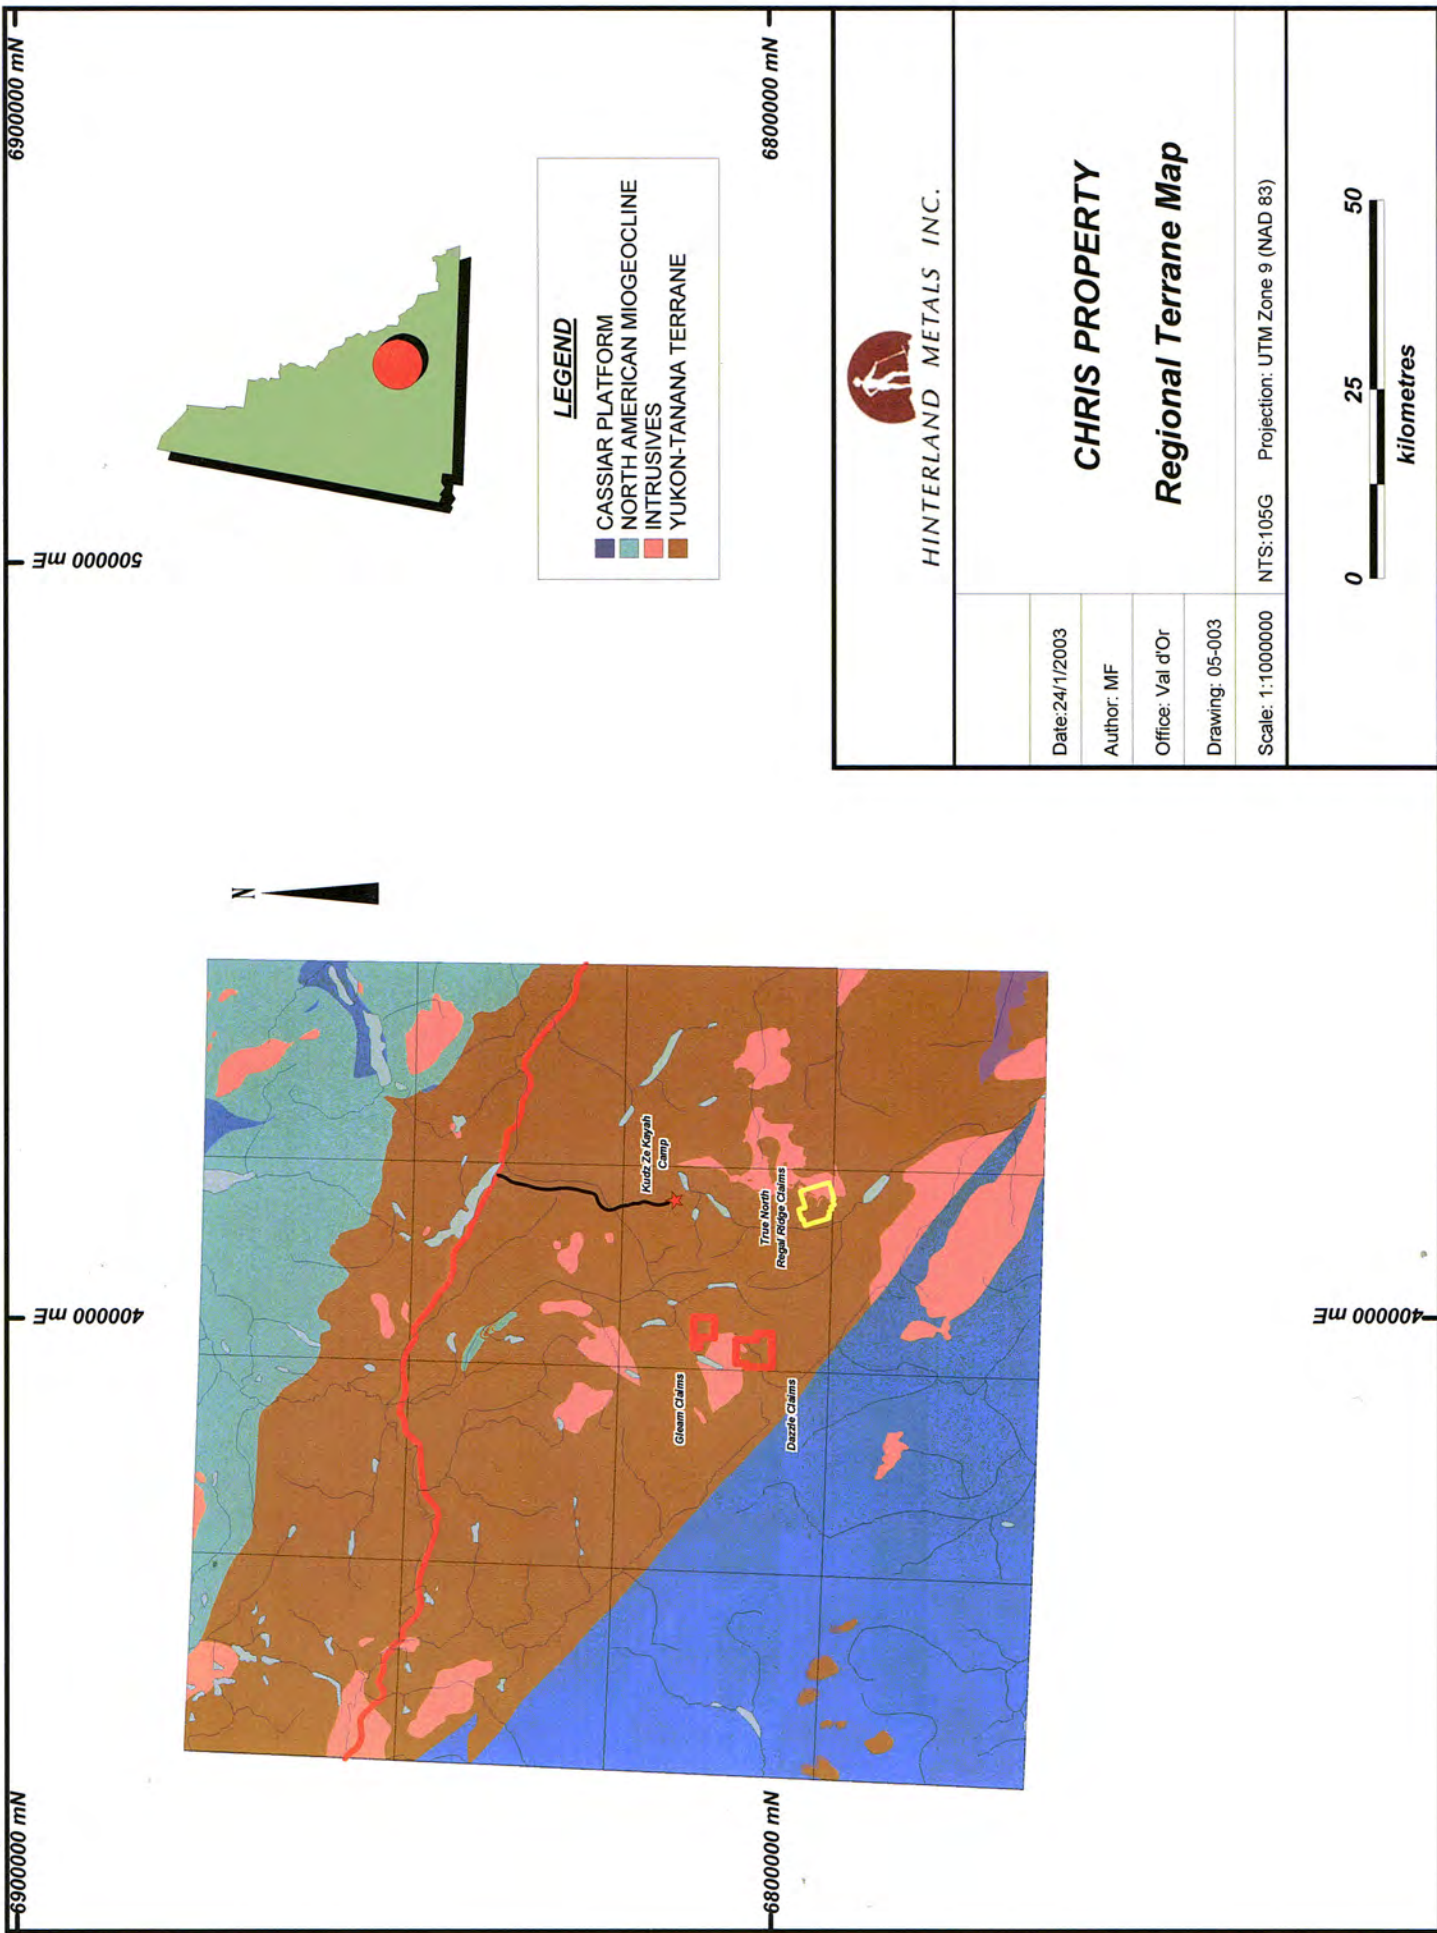 6900000 mN
6900000 mN
6800000 mN
6800000 mN
400000 mE
500000 mE
400000 mE
N
Kudz Ze Kayah
Camp
True North
Regal Ridge Claims
Gleam Claims
Dazzle Claims
LEGEND
CASSIAR PLATFORM
NORTH AMERICAN MIOGEOCLINE
INTRUSIVES
YUKON-TANANA TERRANE
HINTERLAND METALS INC.
CHRIS PROPERTY
Regional Terrane Map
Date:24/1/2003
Author: MF
Office: Val d'Or
Drawing: 05-003
Scale: 1:1000000 NTS:105G Projection: UTM Zone 9 (NAD 83)
0 25 50
kilometres